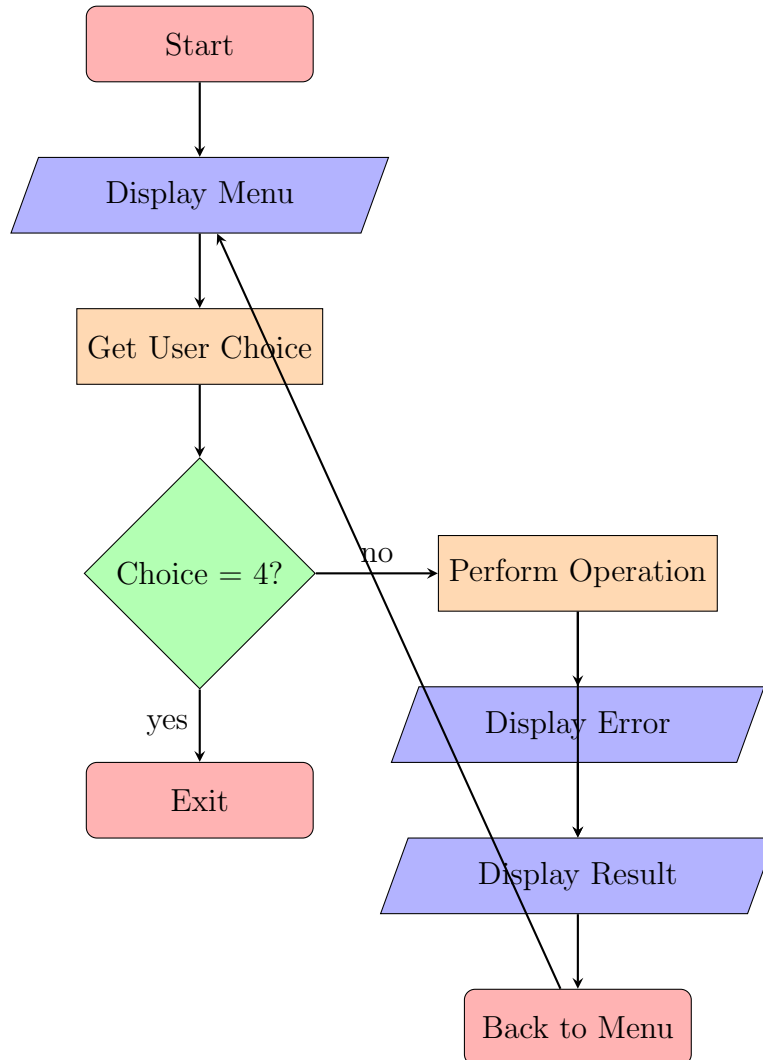 Start
Display Menu
Get User Choice
Choice = 4?
no
Perform Operation
yes
Display Error
Exit
Display Result
Back to Menu